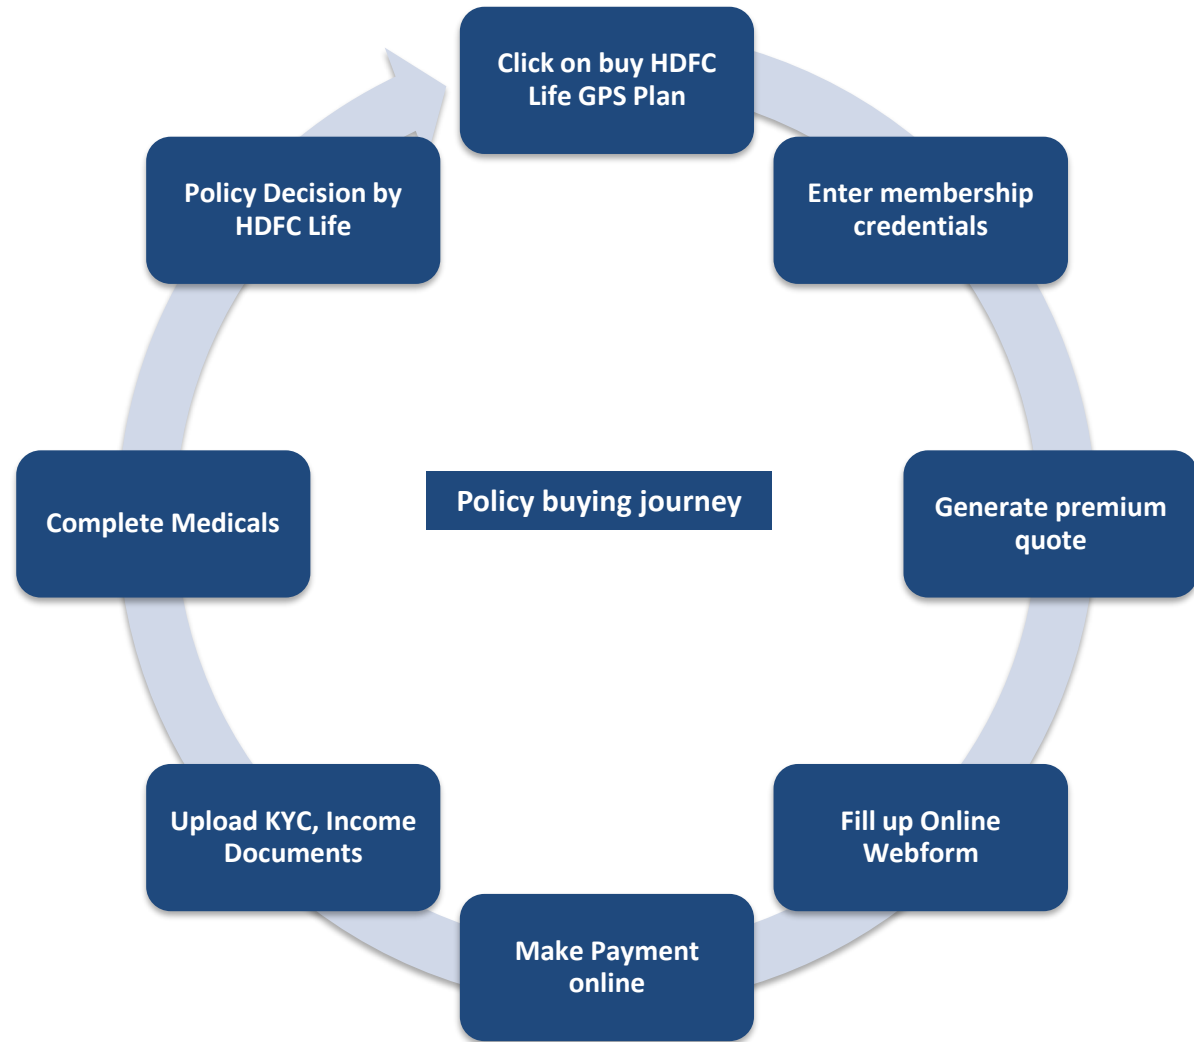 Click on buy HDFC
Life GPS Plan
Enter membership
credentials
Generate premium
quote
Fill up Online
Webform
Make Payment
online
Upload KYC, Income
Documents
Complete Medicals
Policy Decision by
HDFC Life
Policy buying journey